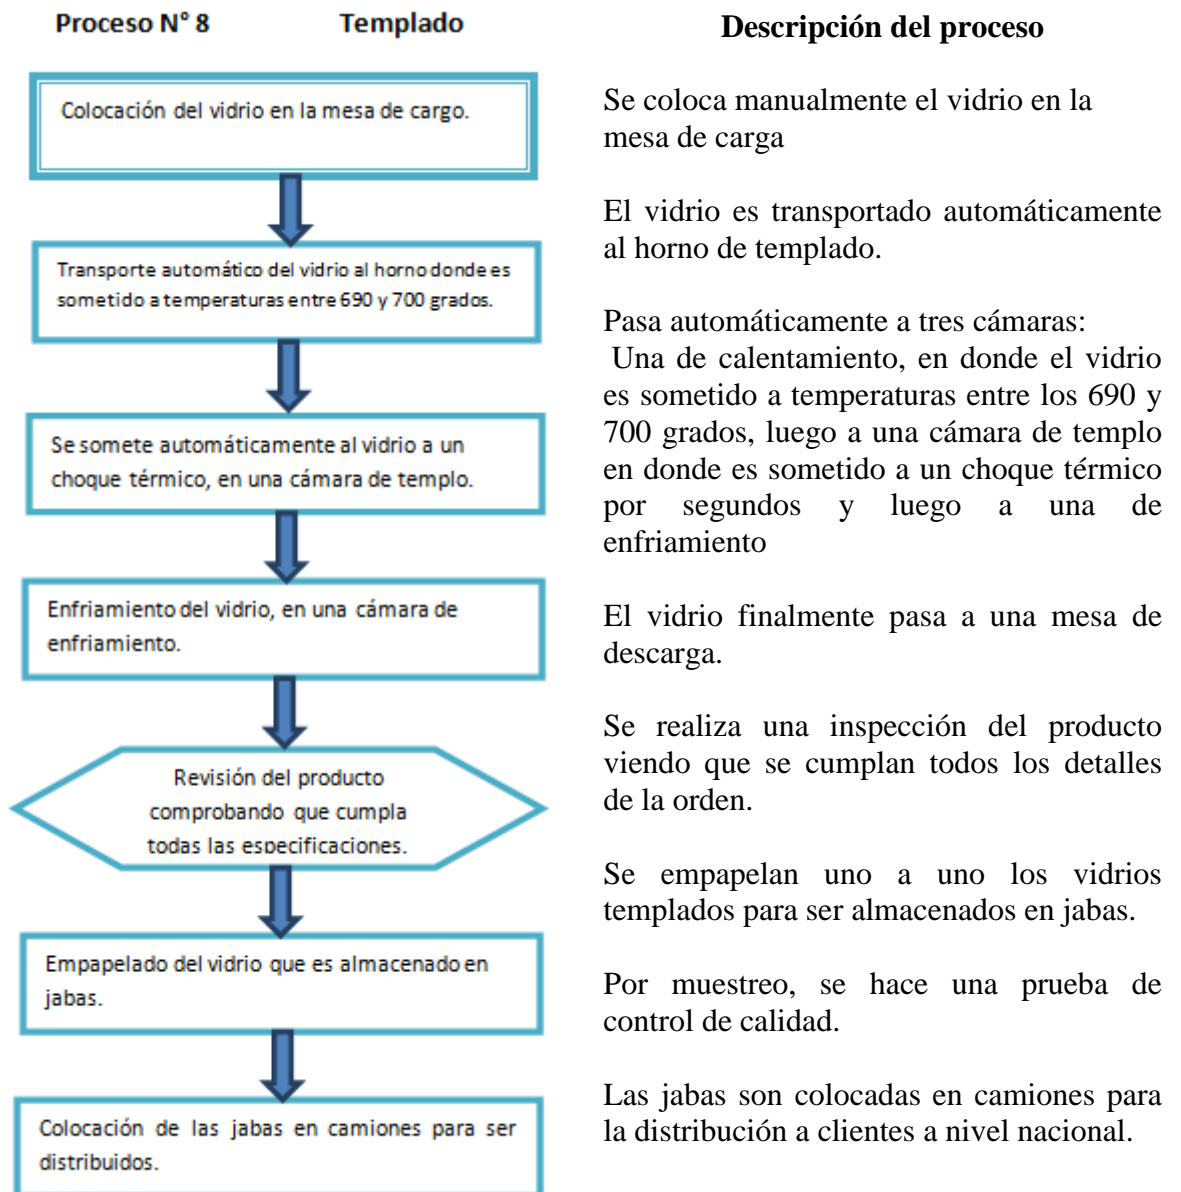 Proceso N° 8 Templado
Colocación del vidrio en la mesa de cargo.
Transporte automático del vidrio al horno donde es
sometido a temperaturas entre 690 y 700 grados.
Se somete automáticamente al vidrio a un
choque térmico, en una cámara de templo.
Enfriamiento del vidrio, en una cámara de
enfriamiento.
Revisión del producto
comprobando que cumpla
todas las especificaciones.
Empapelado del vidrio que es almacenado en
jabas.
Colocación de las jabas en camiones para ser
distribuidos.
Descripción del proceso
Se coloca manualmente el vidrio en la
mesa de carga
El vidrio es transportado automáticamente
al horno de templado.
Pasa automáticamente a tres cámaras:
Una de calentamiento, en donde el vidrio
es sometido a temperaturas entre los 690 y
700 grados, luego a una cámara de templo
en donde es sometido a un choque térmico
por segundos y luego a una de
enfriamiento
El vidrio finalmente pasa a una mesa de
descarga.
Se realiza una inspección del producto
viendo que se cumplan todos los detalles
de la orden.
Se empapelan uno a uno los vidrios
templados para ser almacenados en jabas.
Por muestreo, se hace una prueba de
control de calidad.
Las jabas son colocadas en camiones para
la distribución a clientes a nivel nacional.